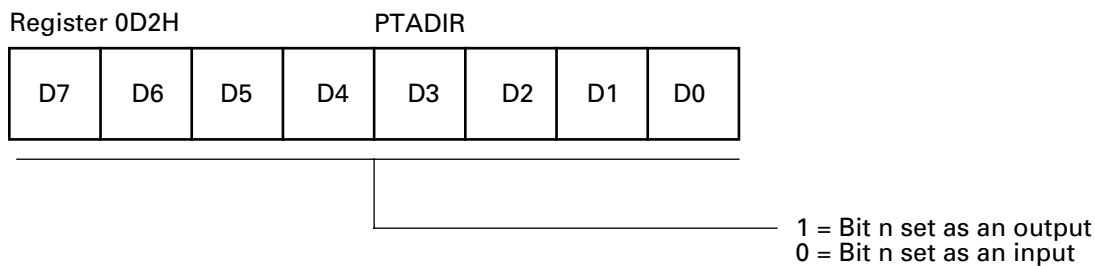 Register 0D2H PTADIR
D7 D6 D5 D4 D3 D2 D1 D0
1 = Bit n set as an output
0 = Bit n set as an input